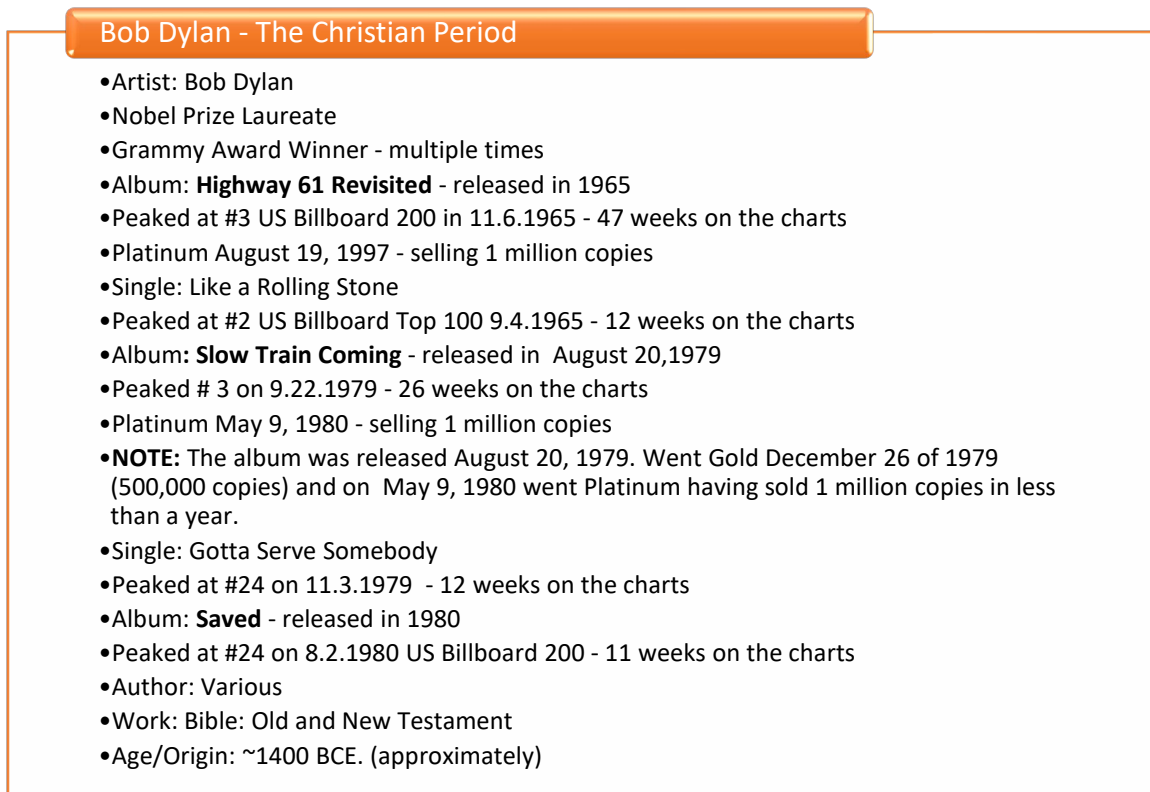 Bob Dylan - The Christian Period
•Artist: Bob Dylan
•Nobel Prize Laureate
•Grammy Award Winner - multiple times
•Album: Highway 61 Revisited - released in 1965
•Peaked at #3 US Billboard 200 in 11.6.1965 - 47 weeks on the charts
•Platinum August 19, 1997 - selling 1 million copies
•Single: Like a Rolling Stone
•Peaked at #2 US Billboard Top 100 9.4.1965 - 12 weeks on the charts
•Album: Slow Train Coming - released in  August 20,1979
•Peaked # 3 on 9.22.1979 - 26 weeks on the charts
•Platinum May 9, 1980 - selling 1 million copies
•NOTE: The album was released August 20, 1979. Went Gold December 26 of 1979
(500,000 copies) and on  May 9, 1980 went Platinum having sold 1 million copies in less
than a year.
•Single: Gotta Serve Somebody
•Peaked at #24 on 11.3.1979  - 12 weeks on the charts
•Album: Saved - released in 1980
•Peaked at #24 on 8.2.1980 US Billboard 200 - 11 weeks on the charts
•Author: Various
•Work: Bible: Old and New Testament
•Age/Origin: ~1400 BCE. (approximately)